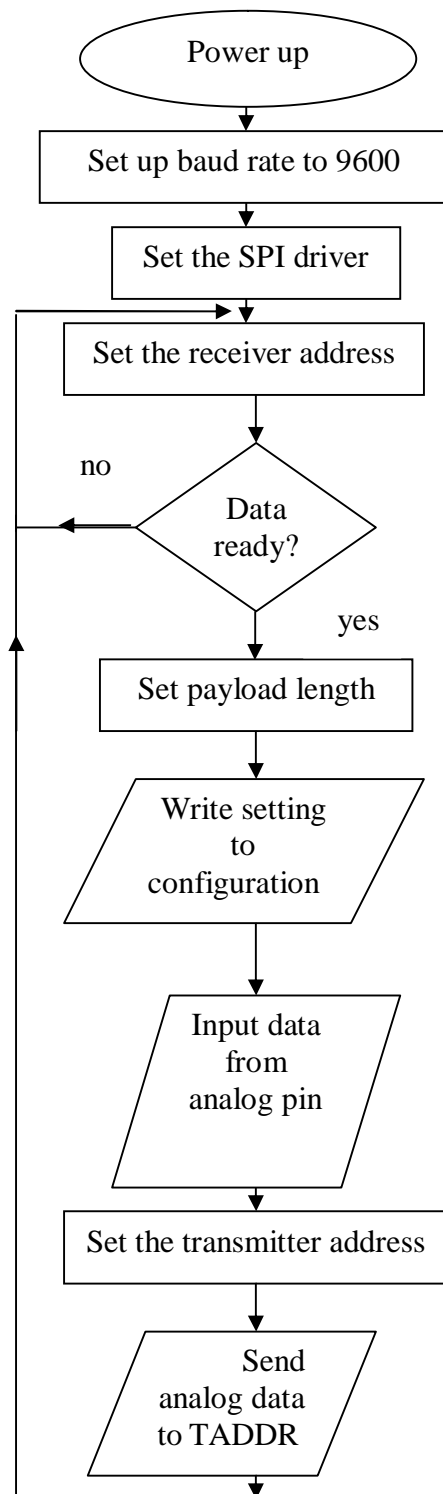 Power up
Set up baud rate to 9600
Set the SPI driver
Set the receiver address
no
Data
ready?
yes
Set payload length
Write setting
to
configuration
Input data
from
analog pin
Set the transmitter address
Send
analog data
to TADDR